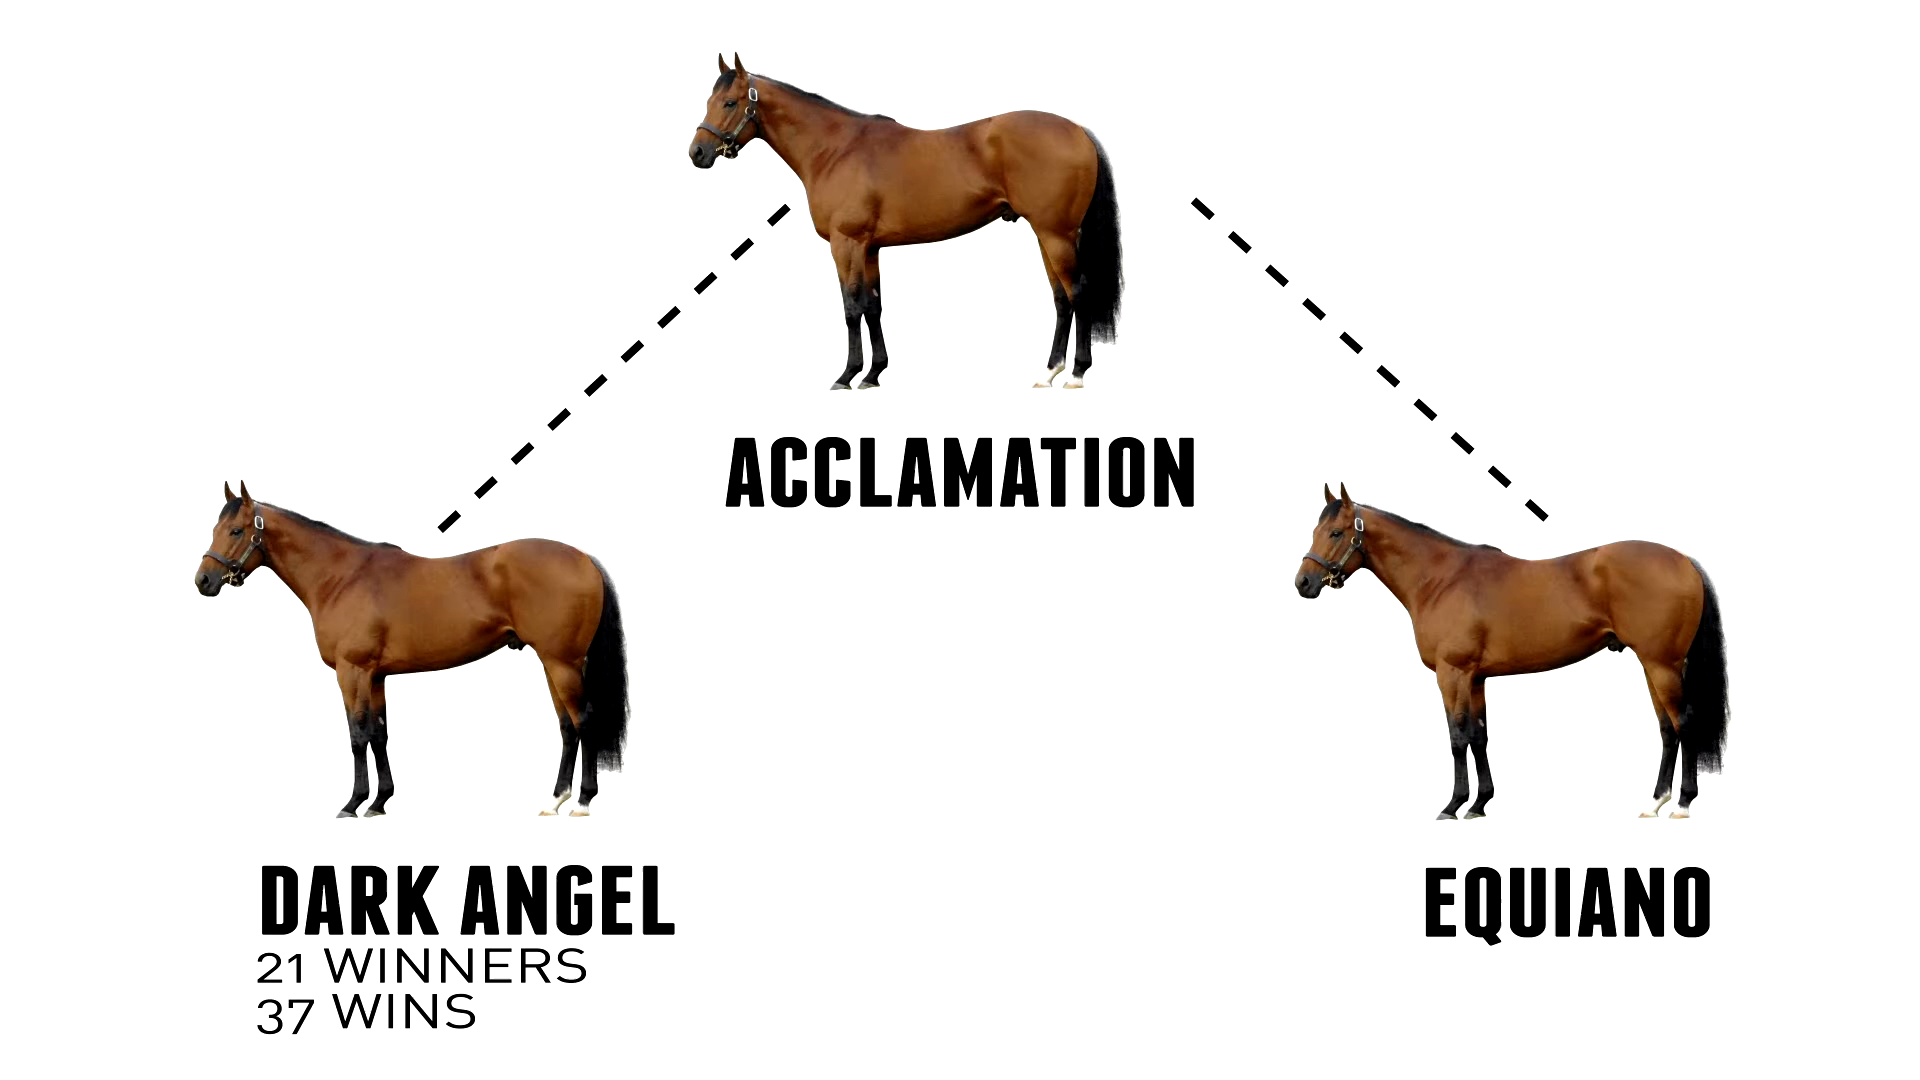 ACCLAMATION
DARK ANGEL
21 WINNERS
37 WINS
EQUIANO